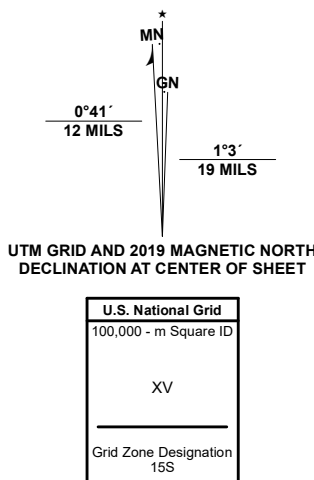 ★
MN
GN
0°41´
12 MILS
1°3´
19 MILS
UTM GRID AND 2019 MAGNETIC NORTH
DECLINATION AT CENTER OF SHEET
U.S. National Grid
100,000 - m Square ID
XV
Grid Zone Designation
15S